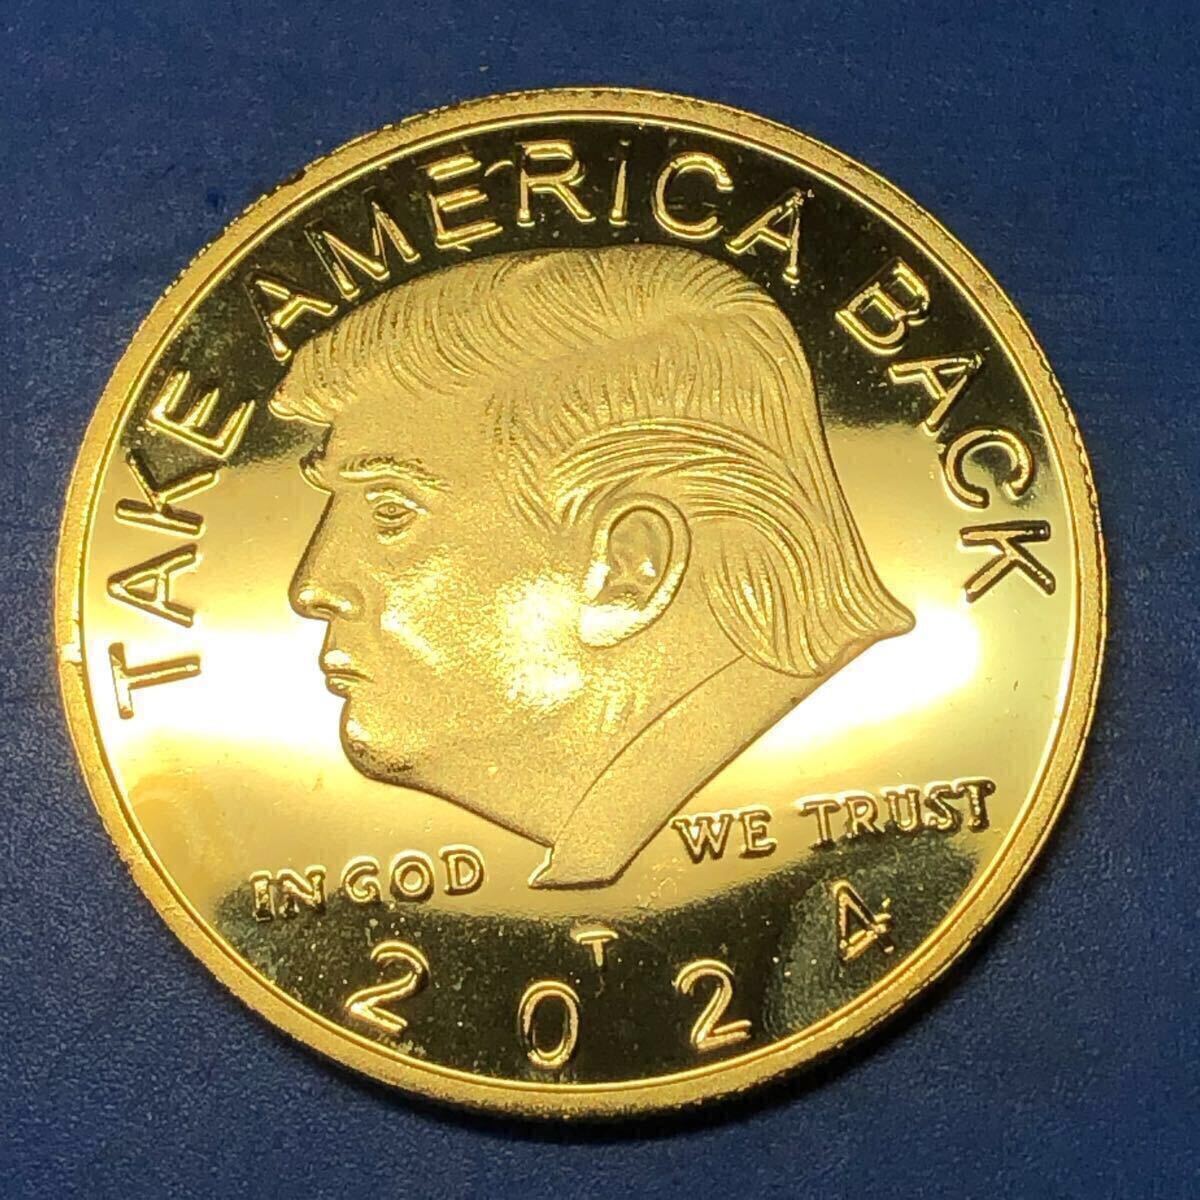 TAKE AMERiCA BACK
IN GOD WE TRUST
T
2024